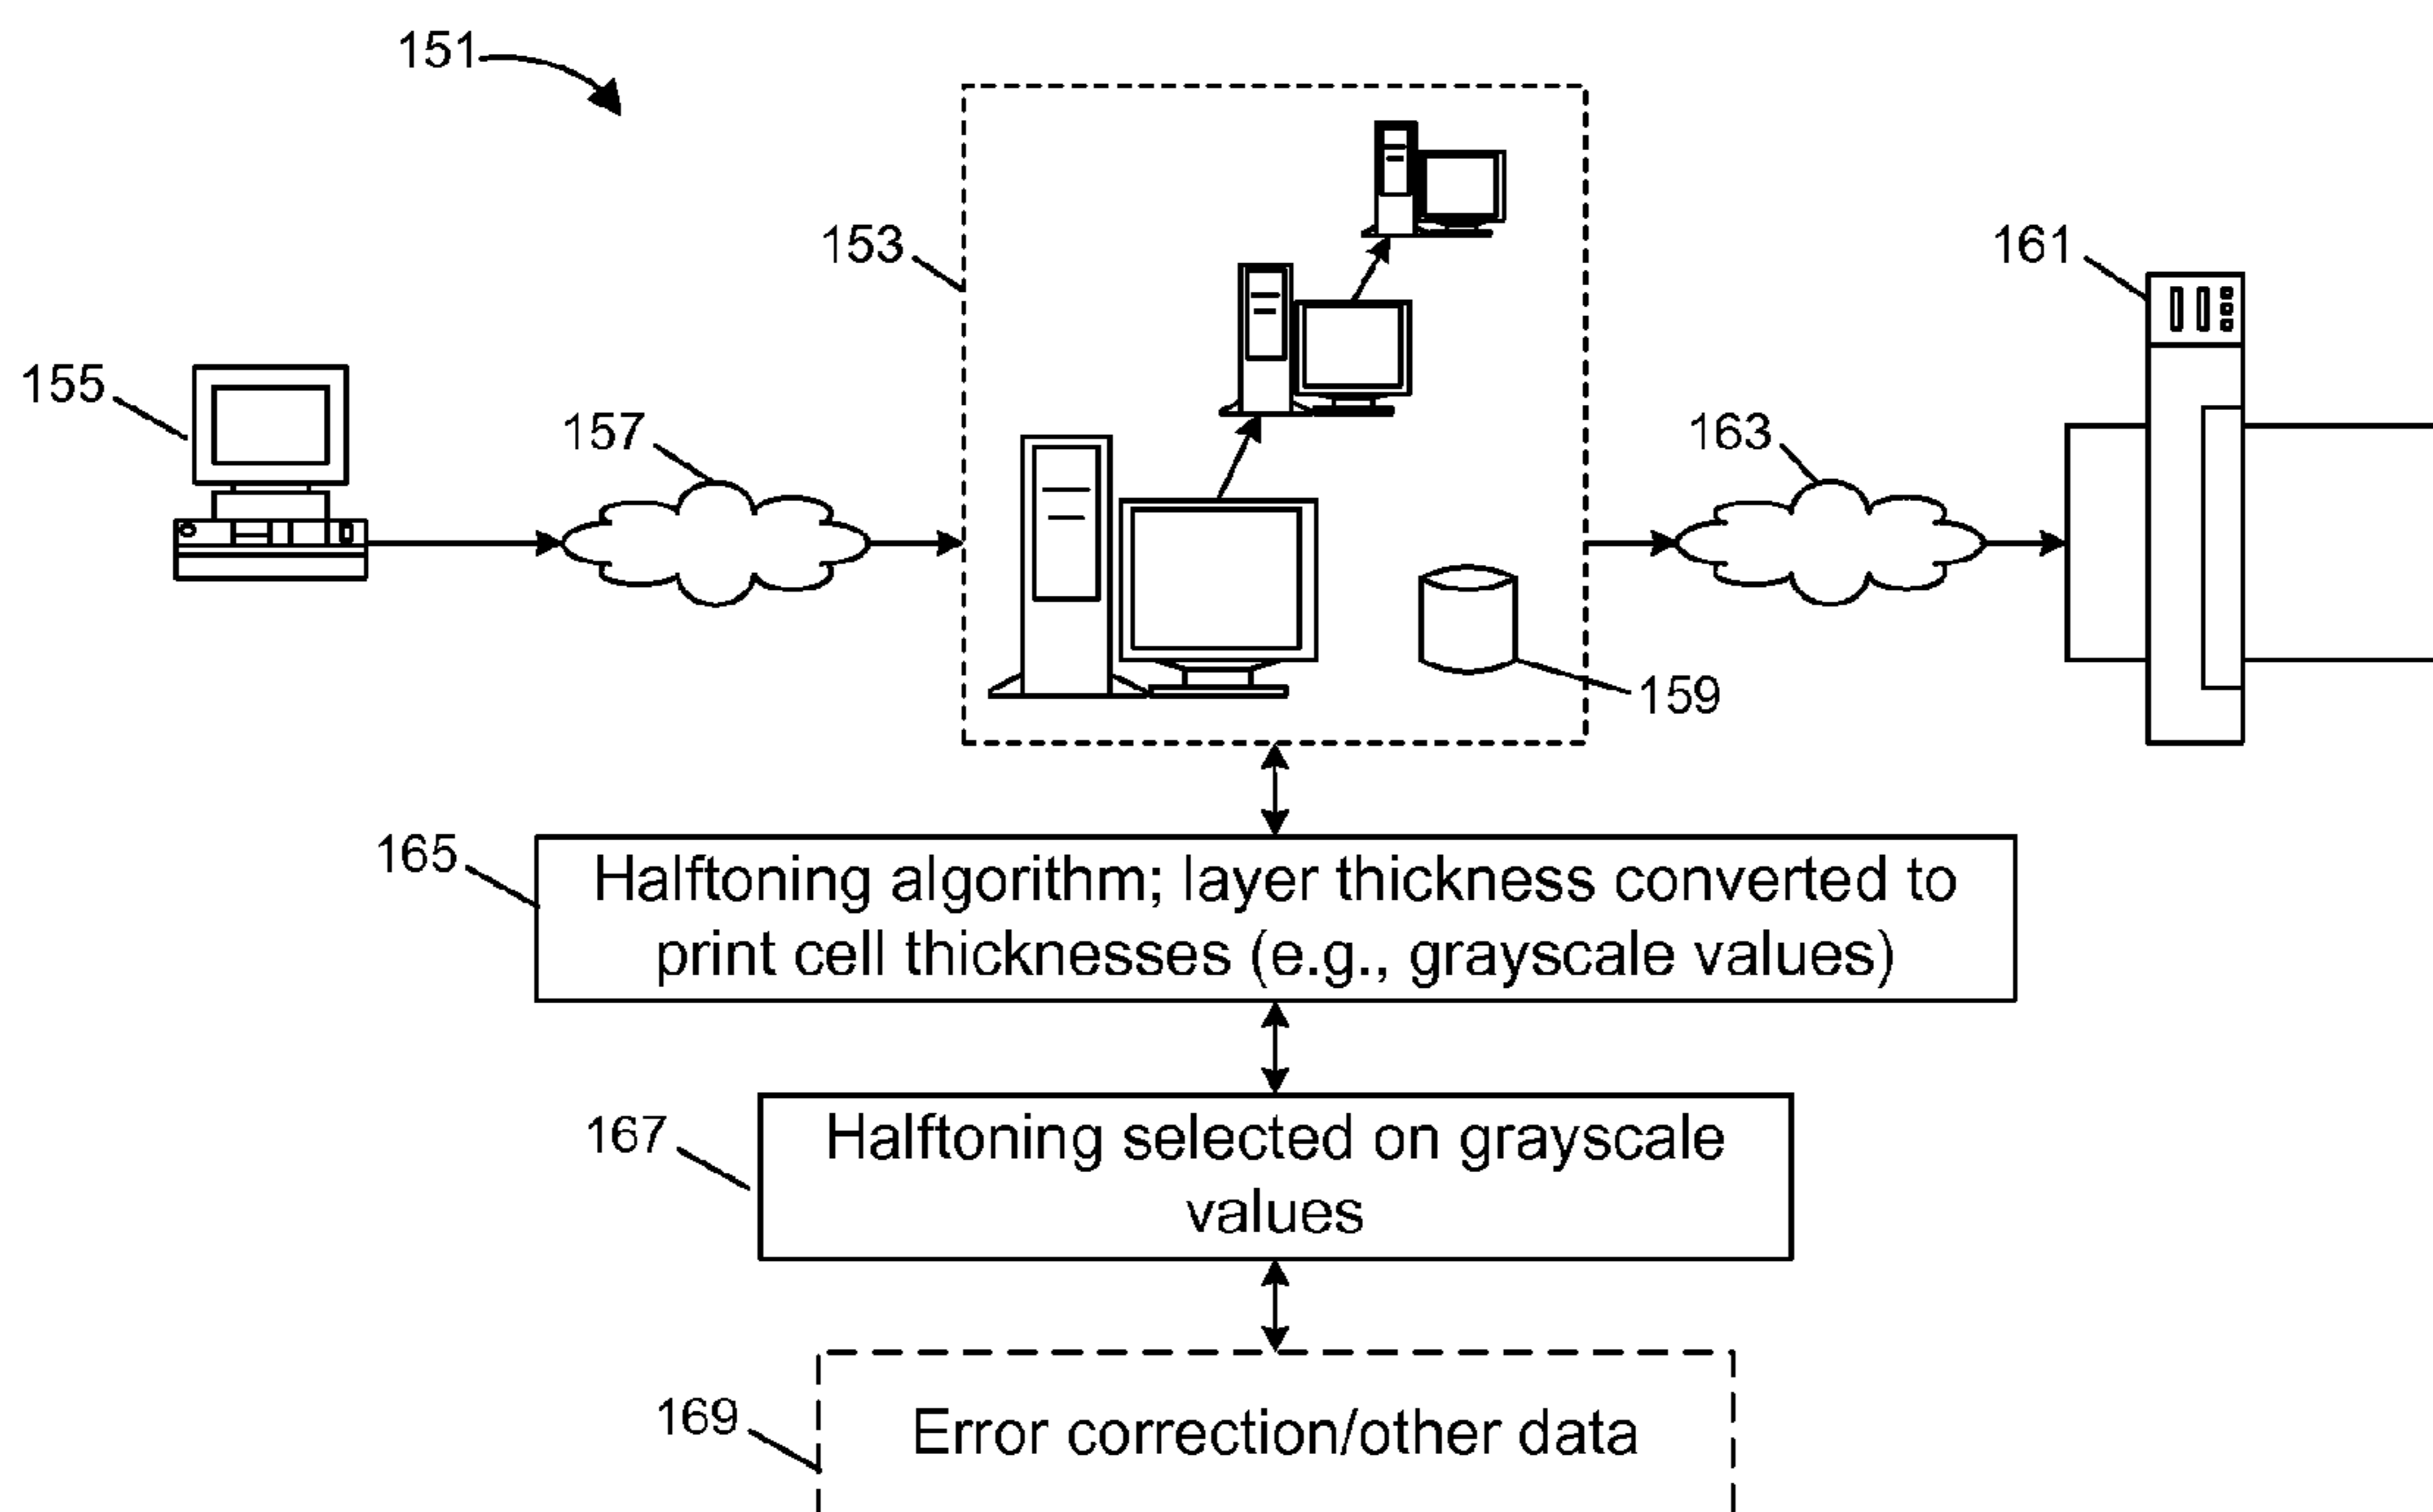 151
153
161
155
157
163
159
165
Halftoning algorithm; layer thickness converted to
print cell thicknesses (e.g., grayscale values)
167
Halftoning selected on grayscale
values
169
Error correction/other data